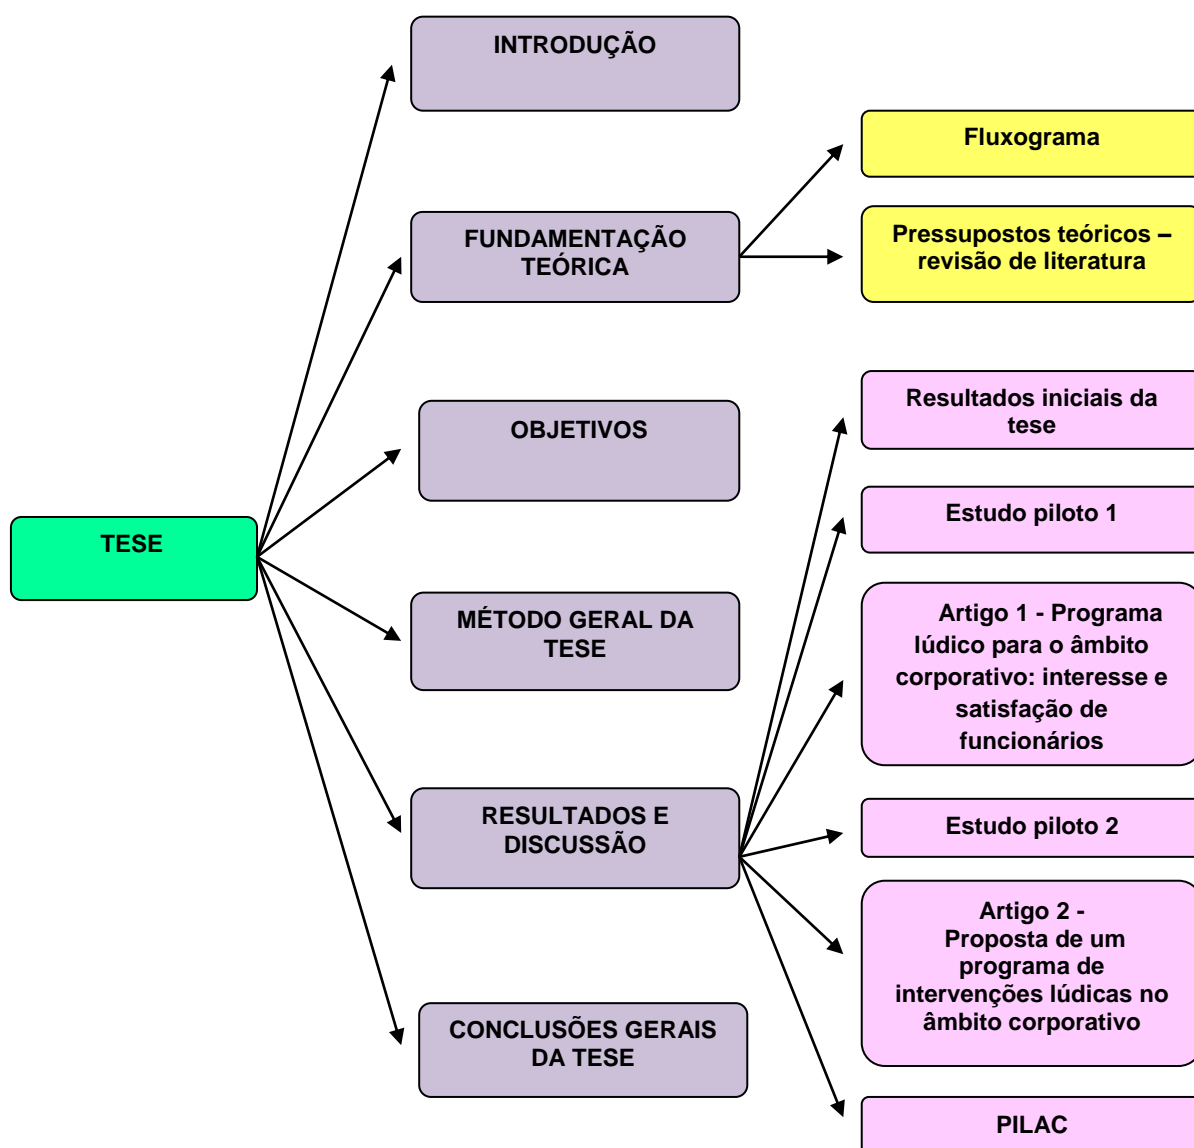 INTRODUÇÃO
Fluxograma
FUNDAMENTAÇÃO
TEÓRICA
Pressupostos teóricos –
revisão de literatura
OBJETIVOS
Resultados iniciais da
tese
Estudo piloto 1
TESE
MÉTODO GERAL DA
TESE
Artigo 1 - Programa
lúdico para o âmbito
corporativo: interesse e
satisfação de
funcionários
RESULTADOS E
DISCUSSÃO
Estudo piloto 2
Artigo 2 -
Proposta de um
programa de
intervenções lúdicas no
âmbito corporativo
CONCLUSÕES GERAIS
DA TESE
PILAC